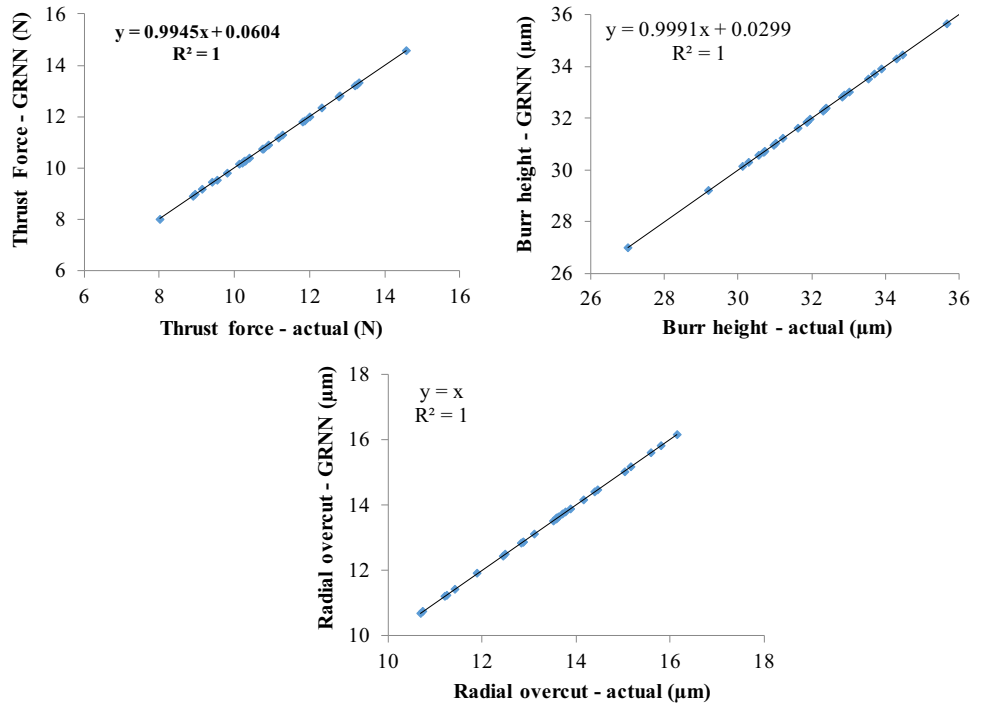 Thrust Force - GRNN (N)
16
14
12
10
8
6
y = 0.9945x + 0.0604
R² = 1
6 8 10 12 14 16
Thrust force - actual (N)
Burr height - GRNN (µm)
36
34
32
30
28
26
y = 0.9991x + 0.0299
R² = 1
26 28 30 32 34 36
Burr height - actual (µm)
Radial overcut - GRNN (µm)
18
16
14
12
10
y = x
R² = 1
10 12 14 16 18
Radial overcut - actual (µm)